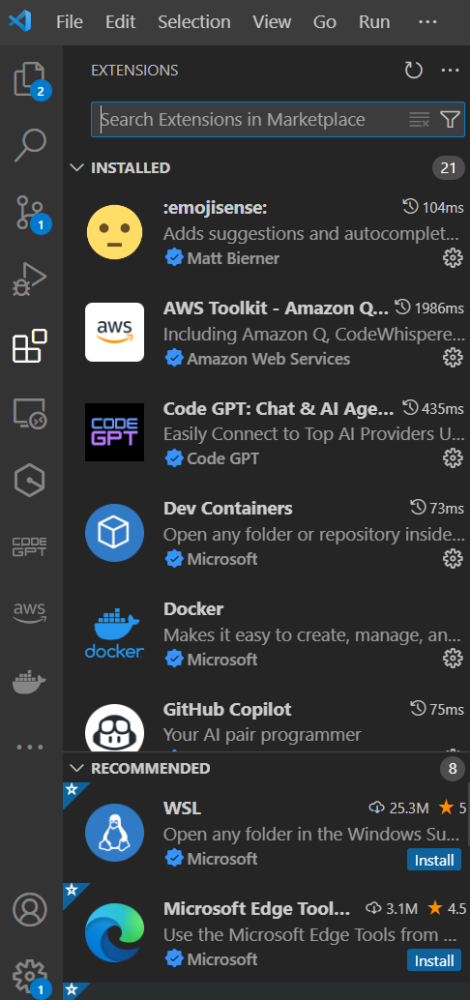 File Edit Selection View Go Run ...
EXTENSIONS
2
Search Extensions in Marketplace
INSTALLED 21
:emojisense: 104ms
Adds suggestions and autocomplet...
Matt Bierner
1
AWS Toolkit - Amazon Q... 1986ms
aws
Including Amazon Q, CodeWhispere...
Amazon Web Services
Code GPT: Chat & AI Age... 435ms
CODE GPT
Easily Connect to Top AI Providers U...
Code GPT
Dev Containers 73ms
Open any folder or repository inside...
Microsoft
CODE GPT
Docker
docker
Makes it easy to create, manage, an...
Microsoft
aws
GitHub Copilot 75ms
Your AI pair programmer
RECOMMENDED 8
WSL 25.3M 5
Open any folder in the Windows Su...
Microsoft Install
Microsoft Edge Tool... 3.1M 4.5
Use the Microsoft Edge Tools from ...
Microsoft Install
1